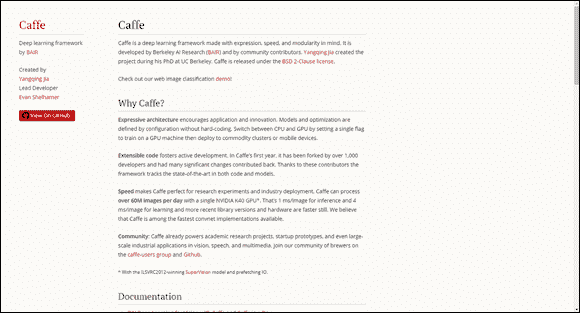 Caffe
Deep learning framework
by BAIR
Created by
Yangqing Jia
Lead Developer
Evan Shelhamer
View On GitHub
Caffe
Caffe is a deep learning framework made with expression, speed, and modularity in mind. It is
developed by Berkeley AI Research (BAIR) and by community contributors. Yangqing Jia created the
project during his PhD at UC Berkeley. Caffe is released under the BSD 2-Clause license.
Check out our web image classification demo!
Why Caffe?
Expressive architecture encourages application and innovation. Models and optimization are
defined by configuration without hard-coding. Switch between CPU and GPU by setting a single flag
to train on a GPU machine then deploy to commodity clusters or mobile devices.
Extensible code fosters active development. In Caffe's first year, it has been forked by over 1,000
developers and had many significant changes contributed back. Thanks to these contributors the
framework tracks the state-of-the-art in both code and models.
Speed makes Caffe perfect for research experiments and industry deployment. Caffe can process
over 60M images per day with a single NVIDIA K40 GPU*. That's 1 ms/image for inference and 4
ms/image for learning and more recent library versions and hardware are faster still. We believe
that Caffe is among the fastest convnet implementations available.
Community: Caffe already powers academic research projects, startup prototypes, and even large-
scale industrial applications in vision, speech, and multimedia. Join our community of brewers on
the caffe-users group and Github.
* With the ILSVRC2012-winning SuperVision model and prefetching IO.
Documentation